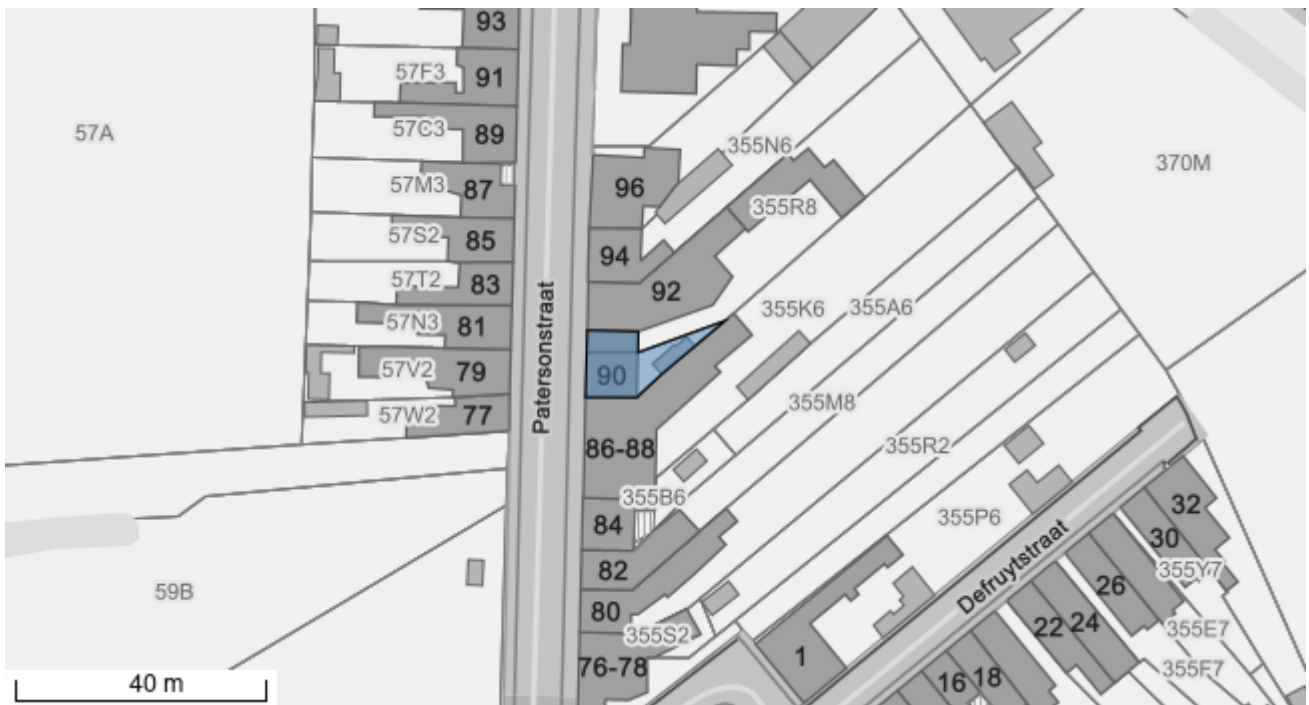 93
57F3
91
57A
57C3
89
355N6
370M
57M3
87
96
355R8
57S2
85
94
57T2
83
92
Patersonstraat
355K6
355A6
57N3
81
57V2
79
90
355M8
57W2
77
355R2
86-88
355B6
355P6
84
32
30
82
Defruytstraat
355Y7
59B
26
80
22
24
355S2
355E7
1
76-78
355F7
40 m
16
18